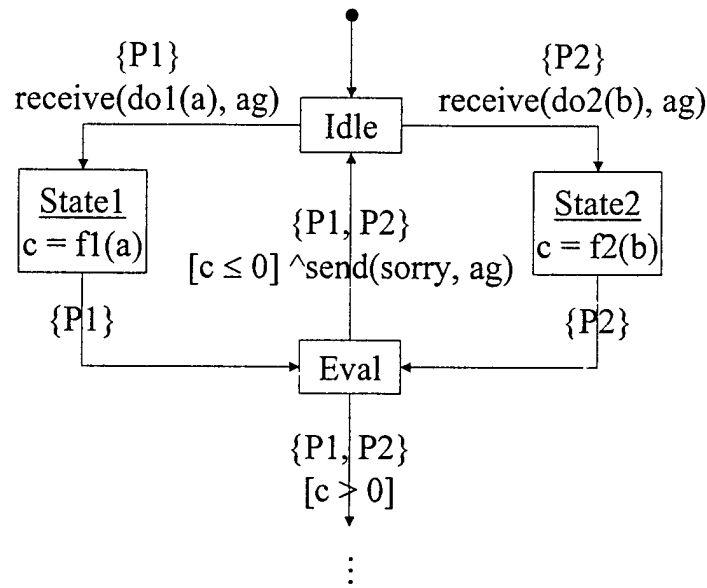 {P1}
receive(do1(a), ag)
{P2}
receive(do2(b), ag)
Idle
State1
c = f1(a)
{P1, P2}
[c ≤ 0] ^send(sorry, ag)
State2
c = f2(b)
{P1}
{P2}
Eval
{P1, P2}
[c > 0]
⋮